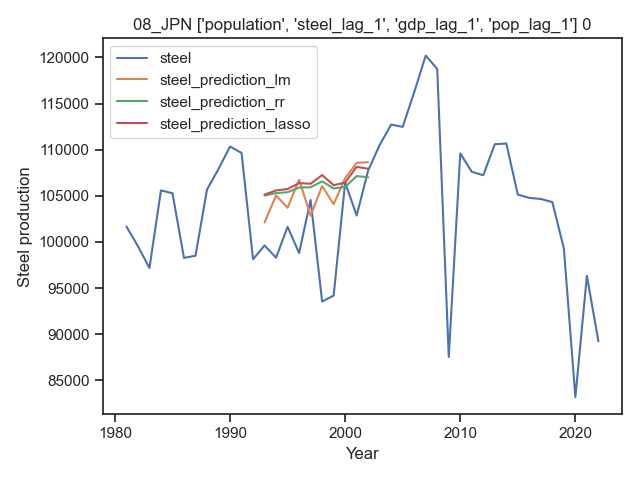 08_JPN ['population', 'steel_lag_1', 'gdp_lag_1', 'pop_lag_1'] 0
steel
steel_prediction_lm
steel_prediction_rr
steel_prediction_lasso
Steel production
120000
115000
110000
105000
100000
95000
90000
85000
1980
1990
2000
2010
2020
Year